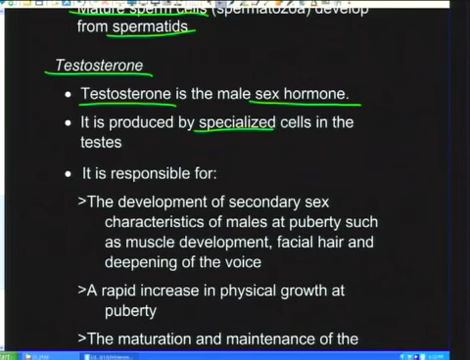 Mature sperm cells (spermatozoa) develop
from spermatids
Testosterone
• Testosterone is the male sex hormone.
• It is produced by specialized cells in the
testes
• It is responsible for:
>The development of secondary sex
characteristics of males at puberty such
as muscle development, facial hair and
deepening of the voice
>A rapid increase in physical growth at
puberty
>The maturation and maintenance of the